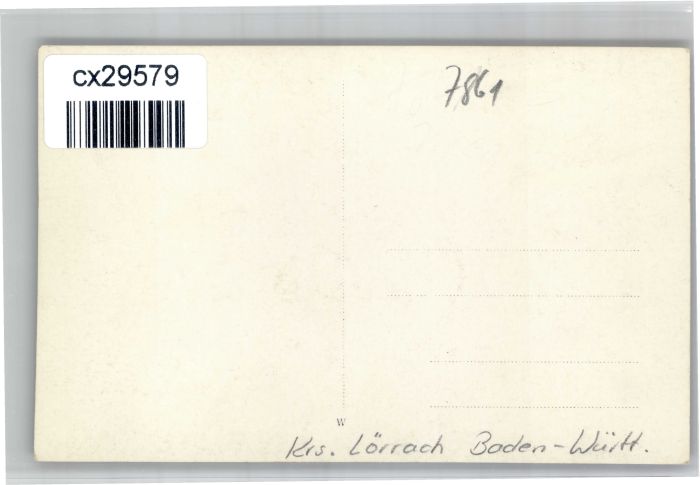 cx29579
7861
W
Krs. Lörrach Baden-Württ.